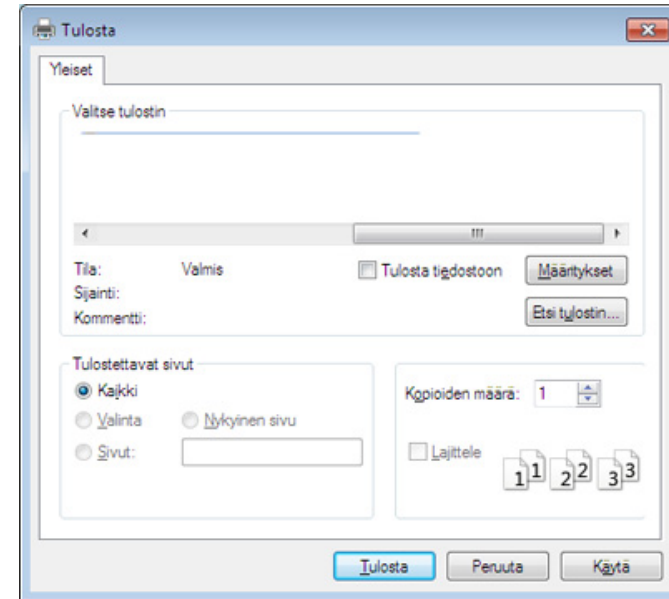 Tulosta
Yleiset
Valitse tulostin
Tila: Valmis
Tulosta tiedostoon
Määritykset
Sijainti:
Kommentti:
Etsi tulostin...
Tulostettavat sivut
Kaikki
Valinta Nykyinen sivu
Sivut:
Kopioiden määrä: 1
Lajittele
1 1 2 2 3 3
Tulosta Peruuta Käytä